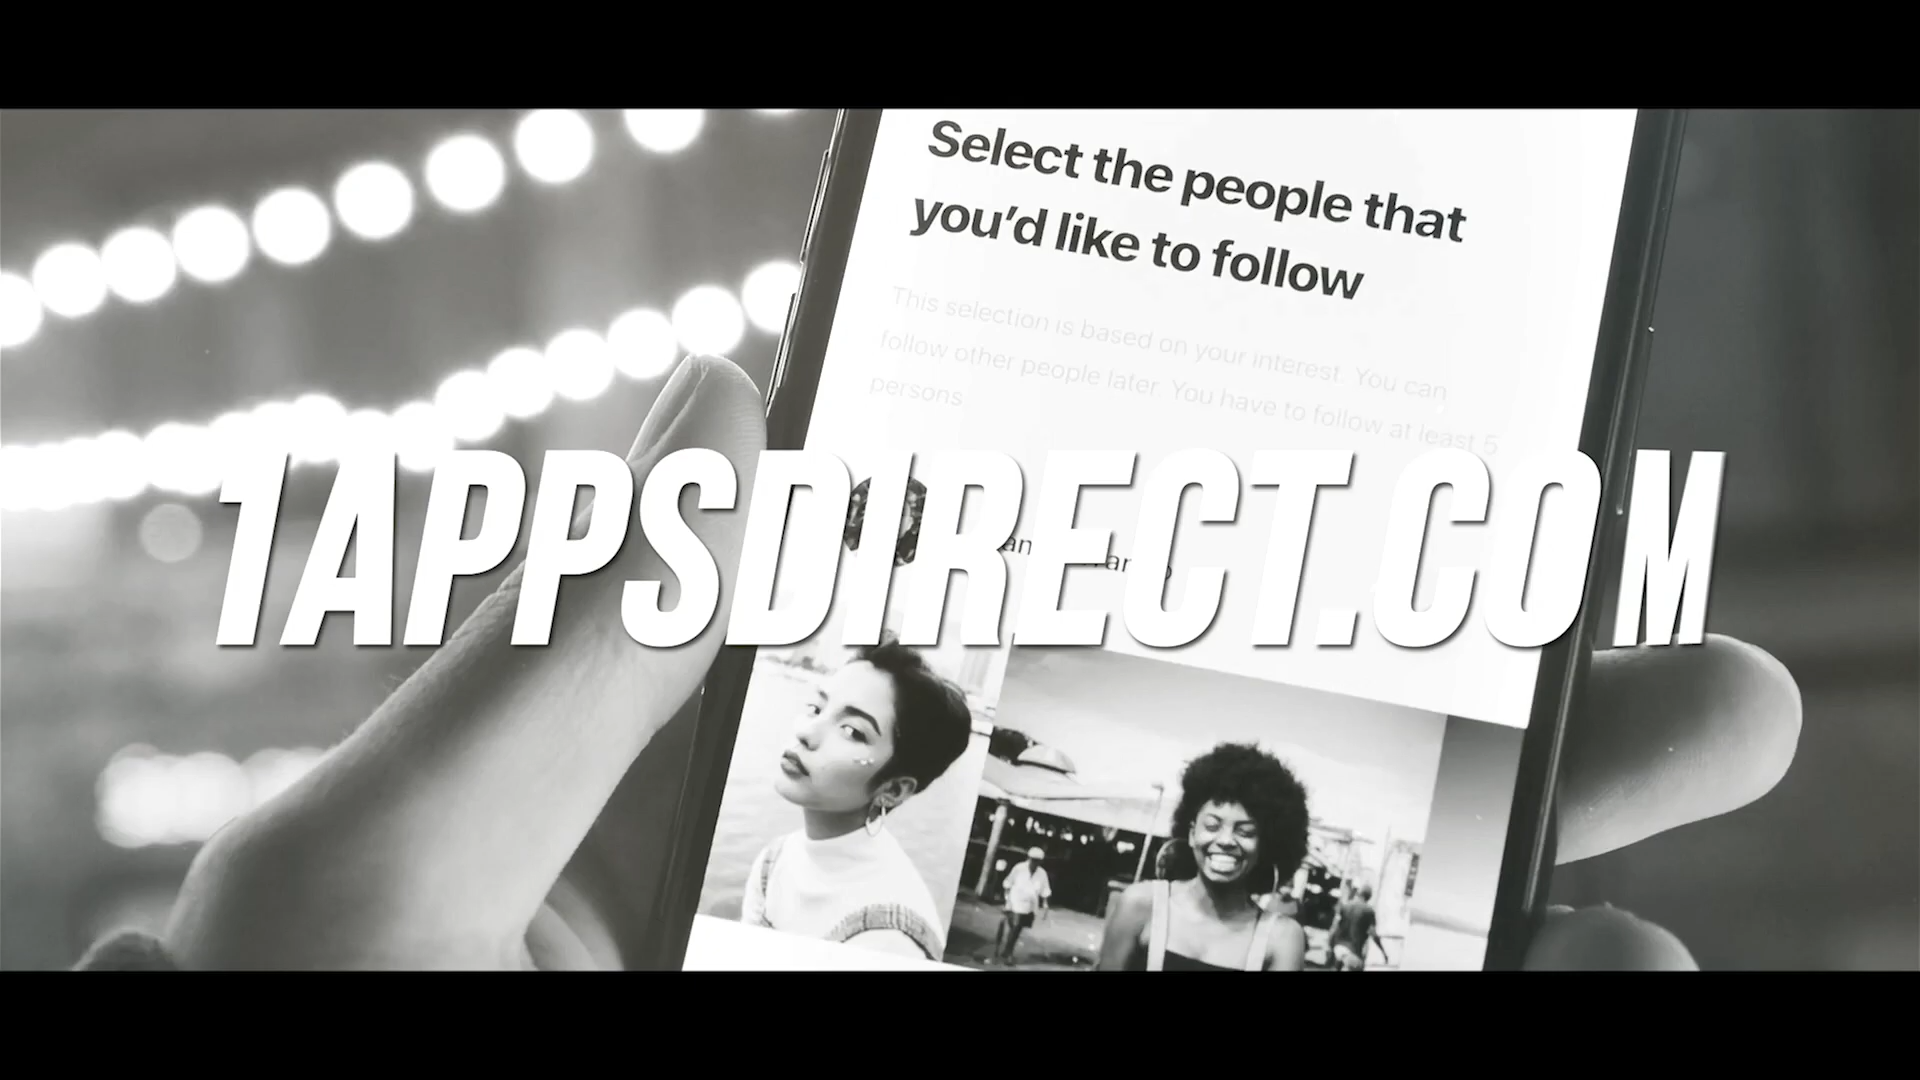 Select the people that
you'd like to follow
This selection is based on your interest. You can
follow other people later. You have to follow at least 5
persons
1APPSDIRECT.COM